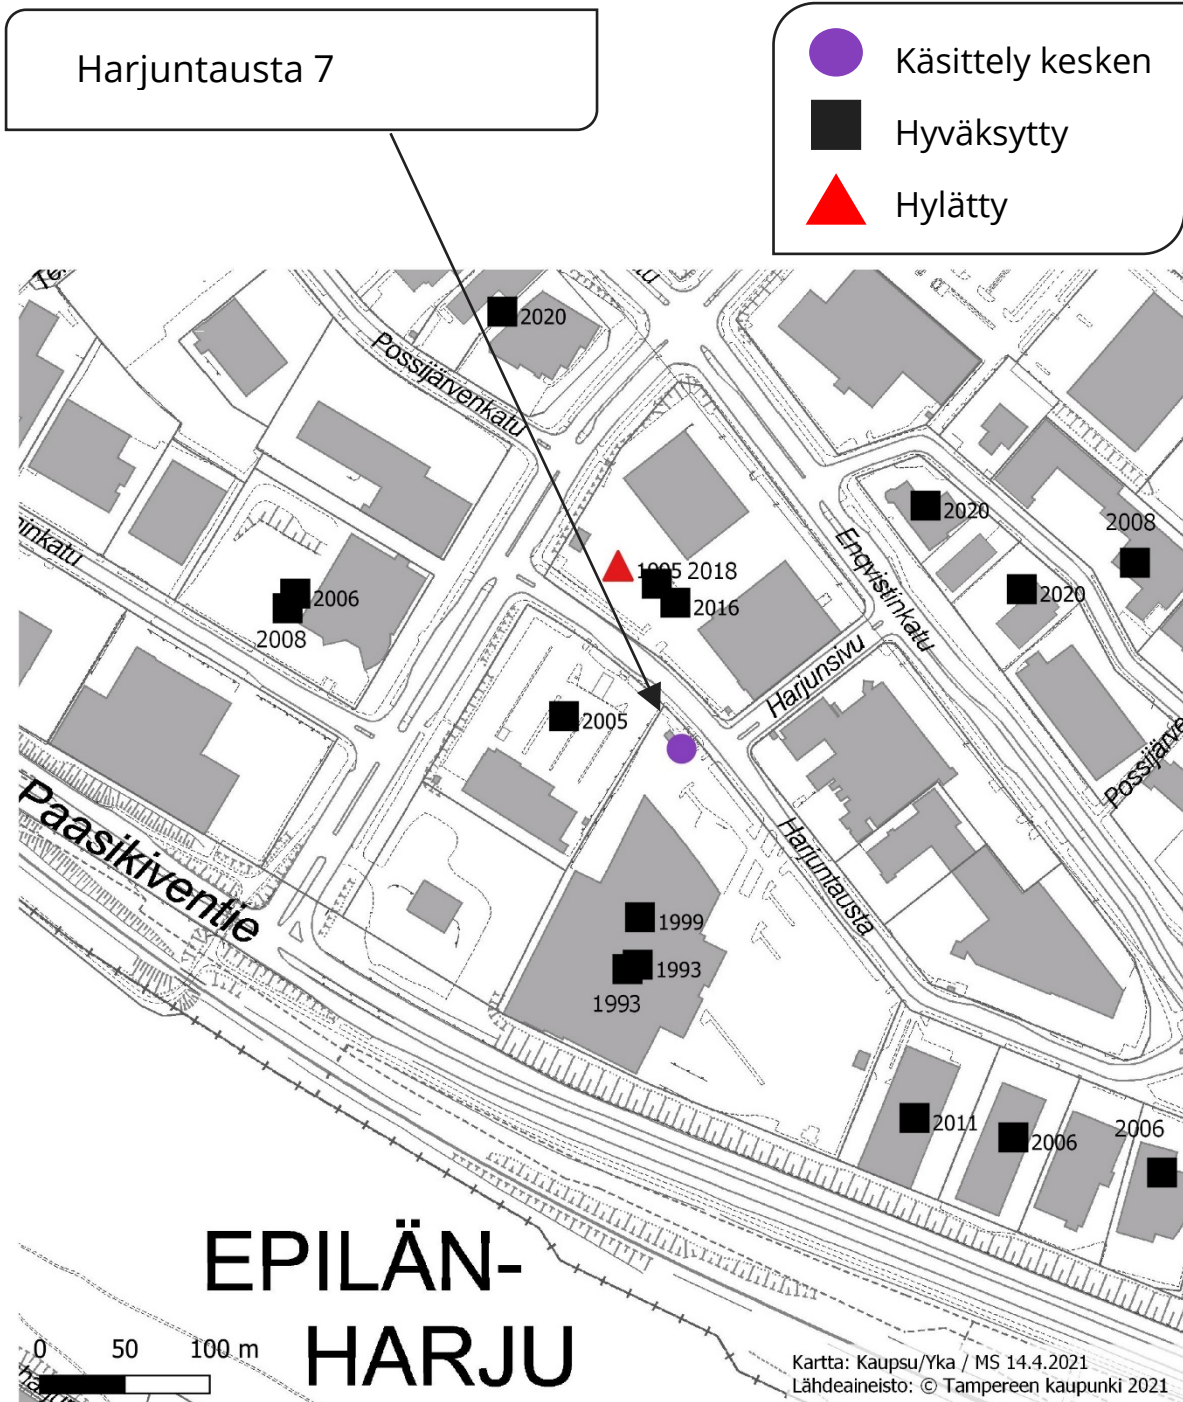 Harjuntausta 7
Käsittely kesken
Hyväksytty
Hylätty
2020
Possijärvenkatu
2020
2008
Enqvistinkatu
1995 2018
2016
2020
2006
2008
Harjunsivu
2005
Possijärve
Paasikiventie
Harjuntausta
1999
1993
1993
2011
2006
2006
EPILÄN-
HARJU
0 50 100 m
Kartta: Kaupsu/Yka / MS 14.4.2021
Lähdeaineisto: © Tampereen kaupunki 2021